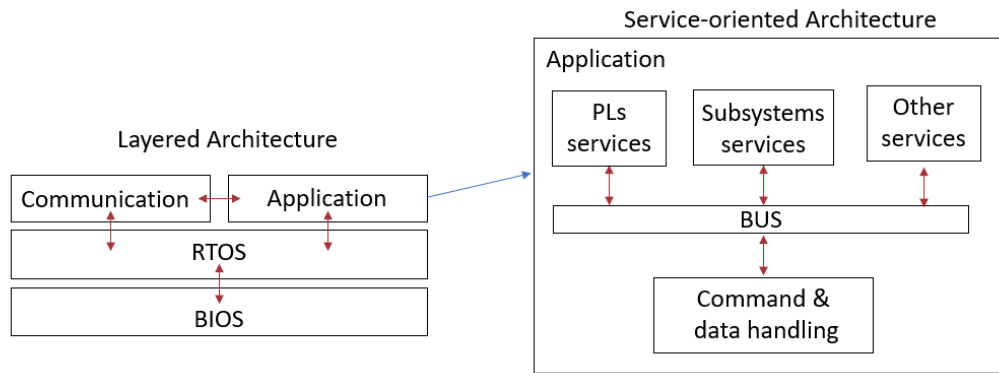 Layered Architecture
Communication
Application
RTOS
BIOS
Service-oriented Architecture
Application
PLs
services
Subsystems
services
Other
services
BUS
Command &
data handling